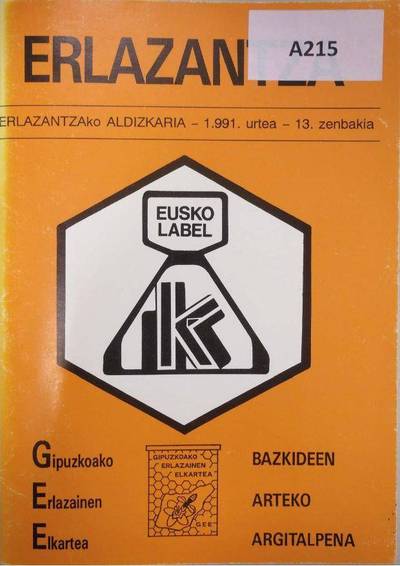 A215
ERLAZANTZA
ERLAZANTZAko ALDIZKARIA – 1.991. urtea – 13. zenbakia
EUSKO
LABEL
Gipuzkoako
Erlazainen
Elkartea
GIPUZKOAKO
ERLAZAINEN
ELKARTEA
G.E.E.
BAZKIDEEN
ARTEKO
ARGITALPENA